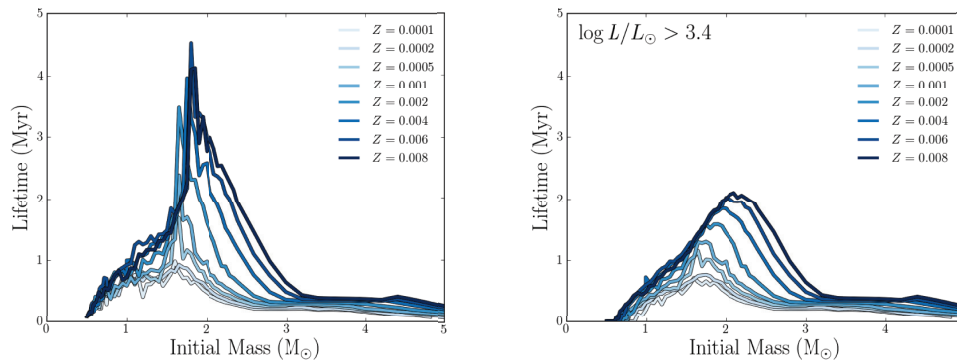 5
4
3
2
1
0
1
2
3
4
5
Lifetime (Myr)
Initial Mass (M⊙)
Z = 0.0001
Z = 0.0002
Z = 0.0005
Z = 0.001
Z = 0.002
Z = 0.004
Z = 0.006
Z = 0.008
log L/L⊙ > 3.4
5
4
3
2
1
0
0
1
2
3
4
Lifetime (Myr)
Initial Mass (M⊙)
Z = 0.0001
Z = 0.0002
Z = 0.0005
Z = 0.001
Z = 0.002
Z = 0.004
Z = 0.006
Z = 0.008